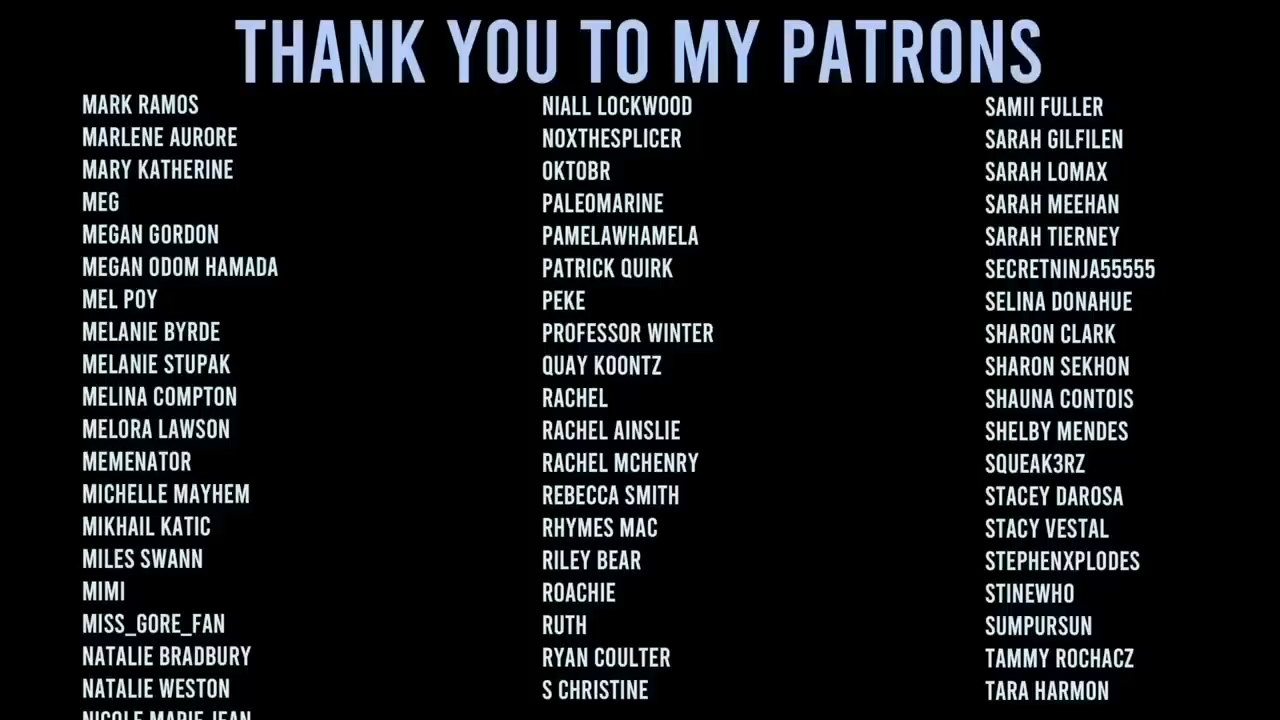 THANK YOU TO MY PATRONS
MARK RAMOS
MARLENE AURORE
MARY KATHERINE
MEG
MEGAN GORDON
MEGAN ODOM HAMADA
MEL POY
MELANIE BYRDE
MELANIE STUPAK
MELINA COMPTON
MELORA LAWSON
MEMENATOR
MICHELLE MAYHEM
MIKHAIL KATIC
MILES SWANN
MIMI
MISS_GORE_FAN
NATALIE BRADBURY
NATALIE WESTON
NICOLE MARIE JEAN
NIALL LOCKWOOD
NOXTHESPLICER
OKTOBR
PALEOMARINE
PAMELAWHAMELA
PATRICK QUIRK
PEKE
PROFESSOR WINTER
QUAY KOONTZ
RACHEL
RACHEL AINSLIE
RACHEL MCHENRY
REBECCA SMITH
RHYMES MAC
RILEY BEAR
ROACHIE
RUTH
RYAN COULTER
S CHRISTINE
SAMII FULLER
SARAH GILFILEN
SARAH LOMAX
SARAH MEEHAN
SARAH TIERNEY
SECRETNINJA55555
SELINA DONAHUE
SHARON CLARK
SHARON SEKHON
SHAUNA CONTOIS
SHELBY MENDES
SQUEAK3RZ
STACEY DAROSA
STACY VESTAL
STEPHENXPLODES
STINEWHO
SUMPURSUN
TAMMY ROCHACZ
TARA HARMON